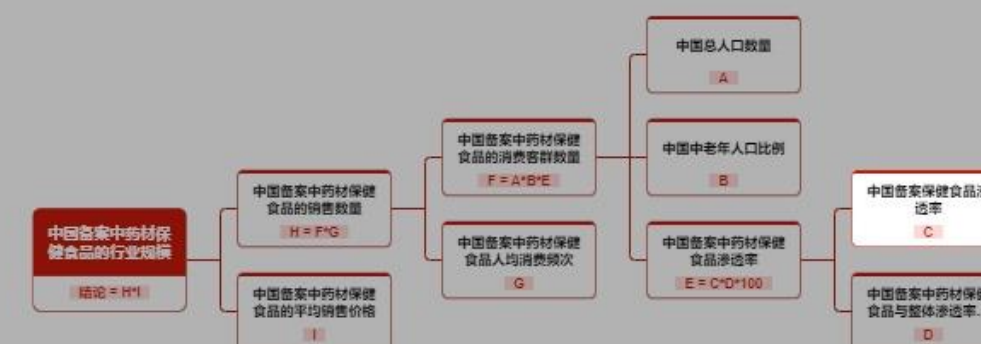 中国总人口数量
A
中国备案中药材保健
食品的消费客群数量
F = A*B*E
中国中老年人口比例
B
中国备案中药材保健
食品的销售数量
H = F*G
中国备案保健食品渗
透率
C
中国备案中药材保
健食品的行业规模
结论 = H*I
中国备案中药材保健
食品人均消费频次
G
中国备案中药材保健
食品渗透率
E = C*D*100
中国备案中药材保健
食品的平均销售价格
I
中国备案中药材保健
食品与整体渗透率...
D